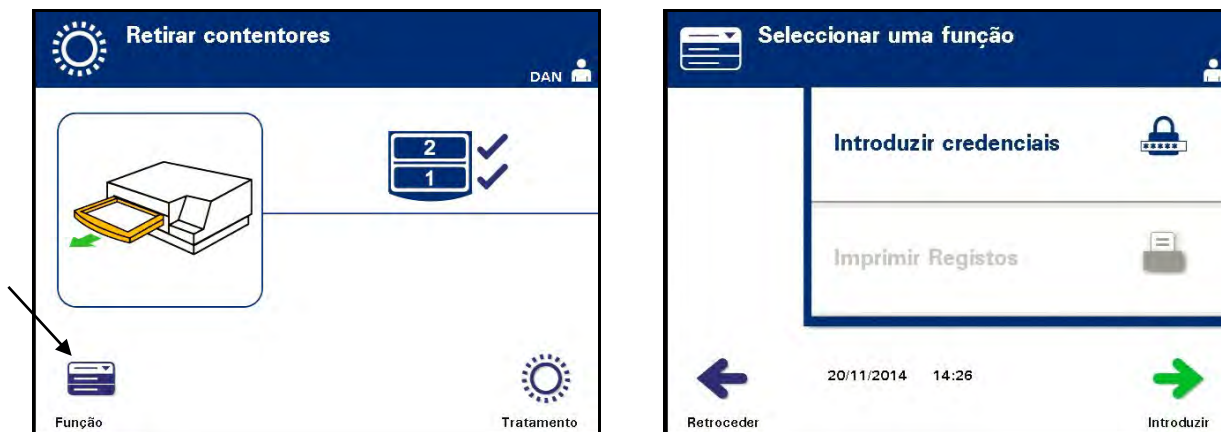 Retirar contentores
DAN
2
1
Função
Tratamento
Seleccionar uma função
Introduzir credenciais
*****
Imprimir Registos
20/11/2014 14:26
Retroceder
Introduzir